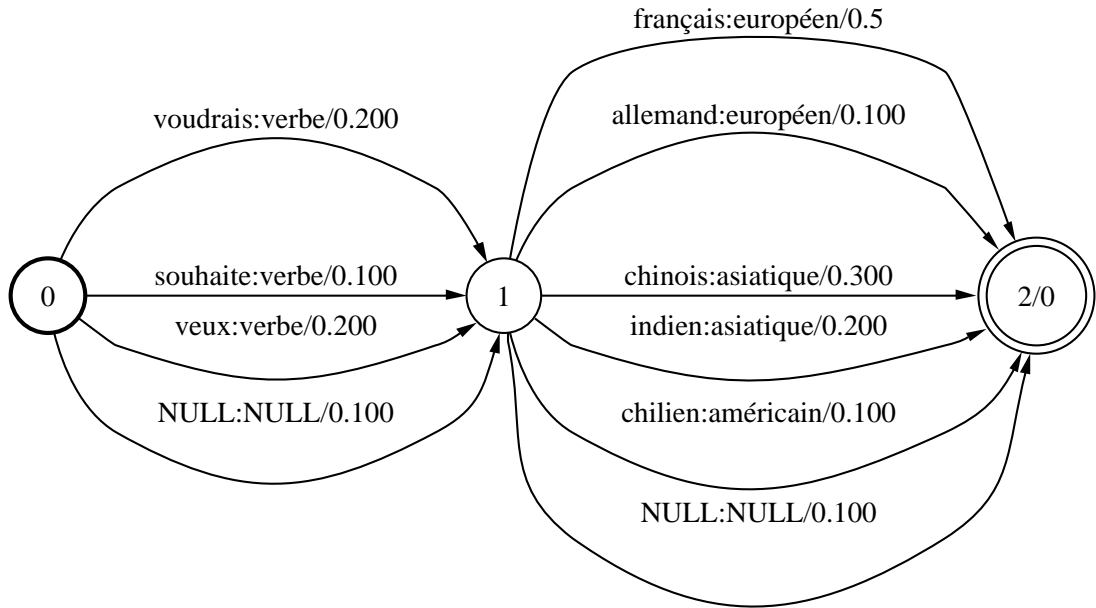 français:européen/0.5
voudrais:verbe/0.200
allemand:européen/0.100
souhaite:verbe/0.100
chinois:asiatique/0.300
0
1
2/0
veux:verbe/0.200
indien:asiatique/0.200
NULL:NULL/0.100
chilien:américain/0.100
NULL:NULL/0.100